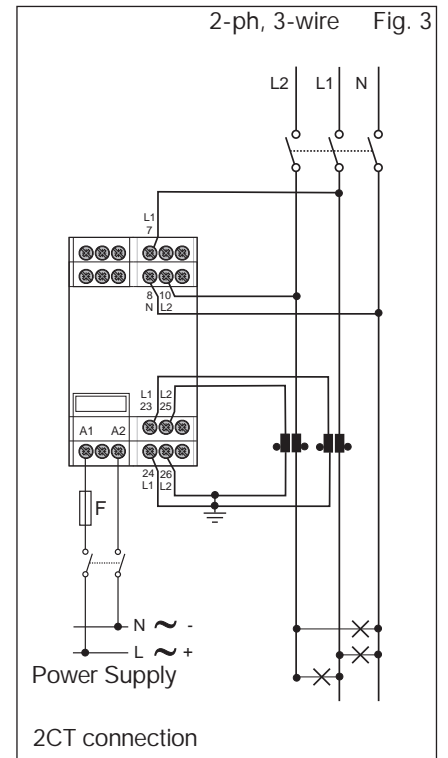 2-ph, 3-wire Fig. 3
L2 L1 N
L1
7
8 10
N L2
L1 L2
23 25
A1 A2
24 26
L1 L2
F
N ~ -
L ~ +
Power Supply
2CT connection